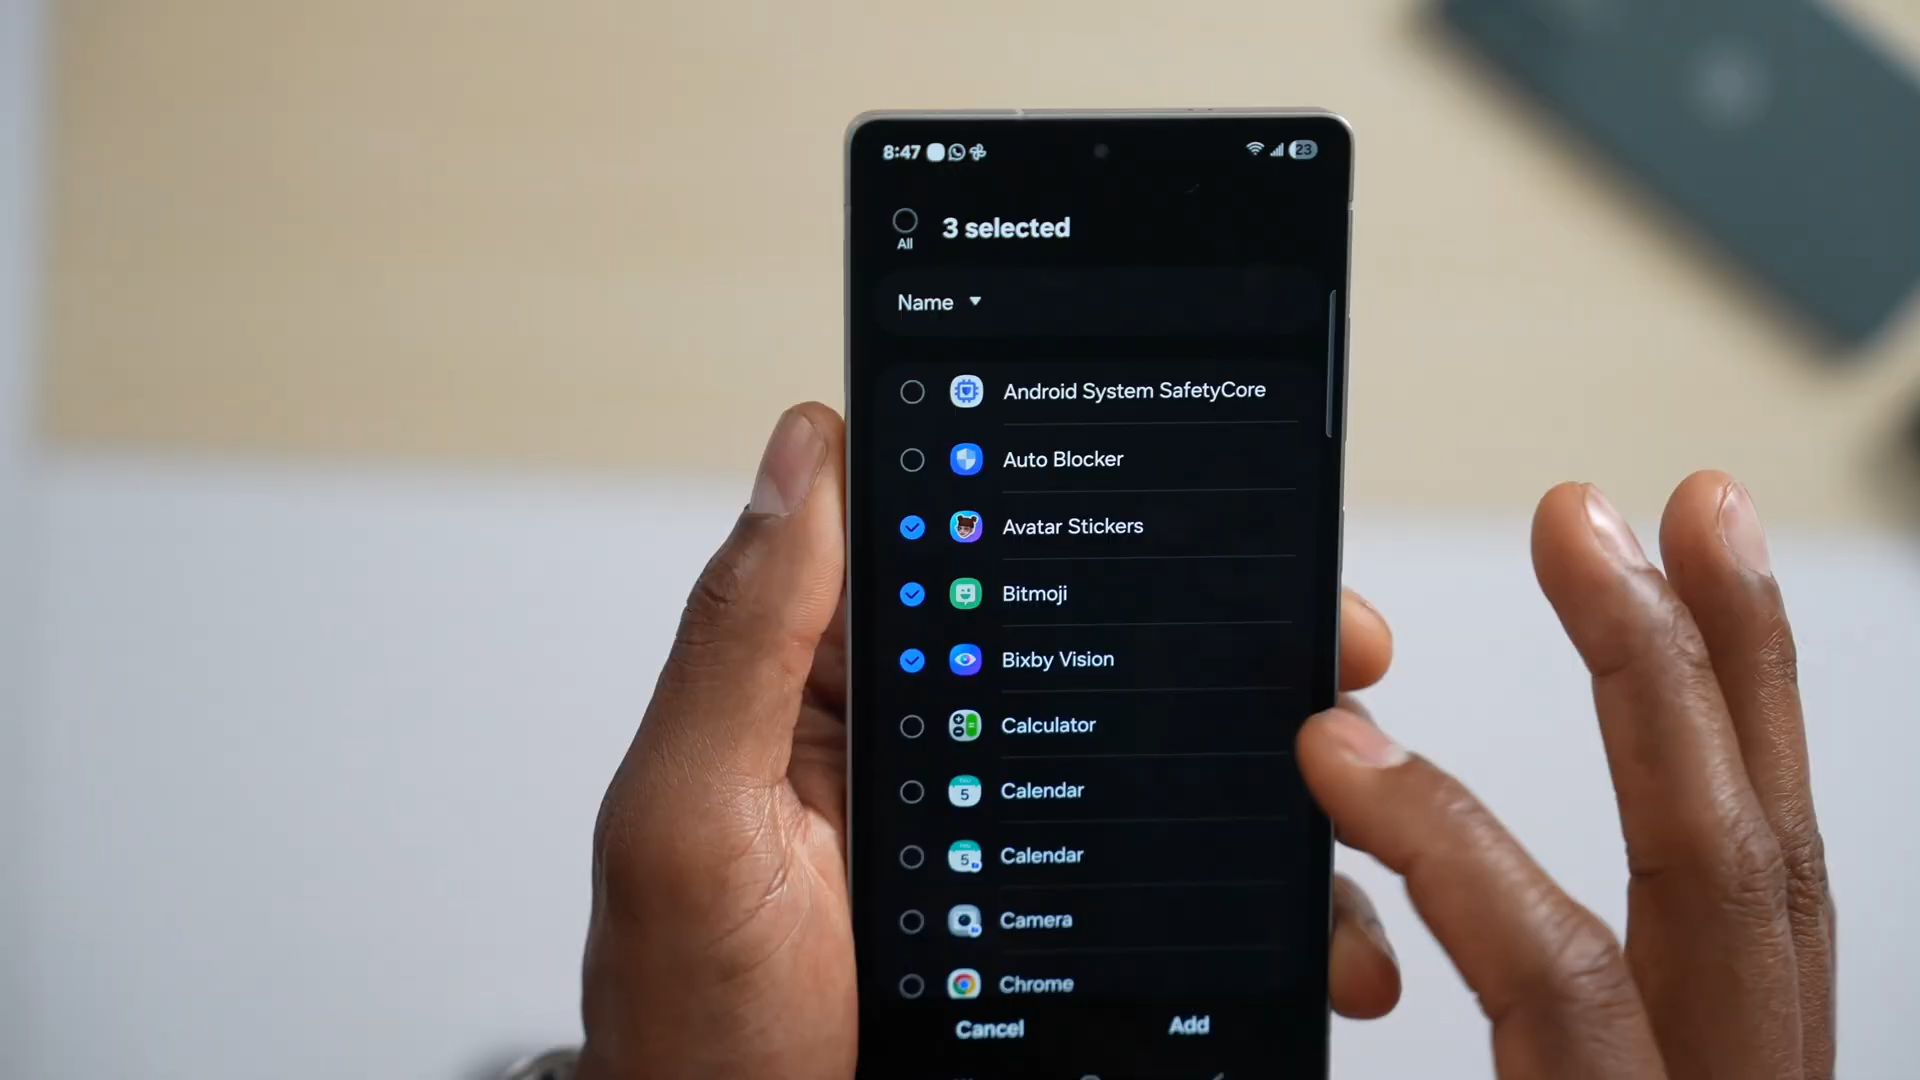 8:47
23
All
3 selected
Name
Android System SafetyCore
Auto Blocker
Avatar Stickers
Bitmoji
Bixby Vision
Calculator
5
Calendar
5
Calendar
Camera
Chrome
Cancel
Add